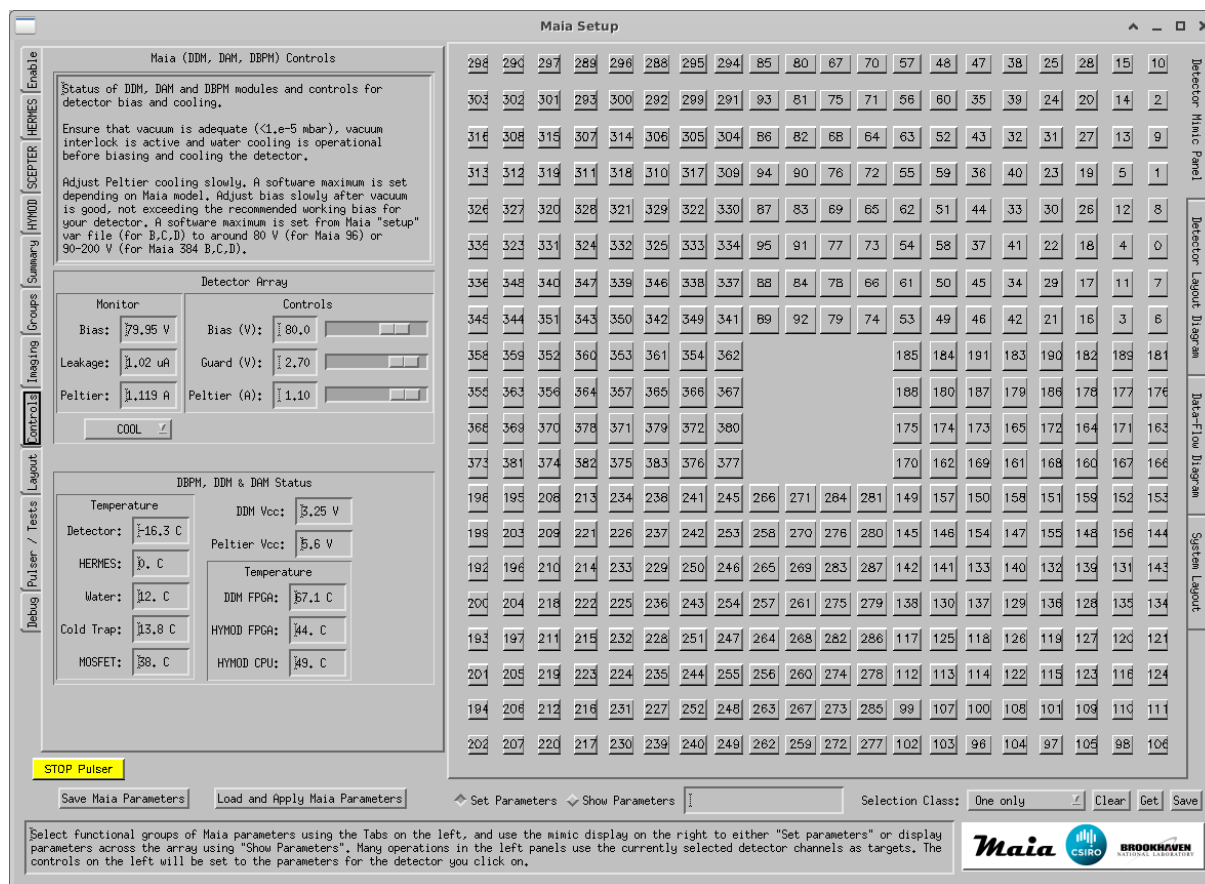 Maia Setup
Enable
HERMES
SCEPTER
HYMOD
Summary
Groups
Imaging
Controls
Layout
Pulser / Tests
Debug
Maia (DDM, DAM, DBPM) Controls
Status of DDM, DAM and DBPM modules and controls for
detector bias and cooling.
Ensure that vacuum is adequate (<1.e-5 mbar), vacuum
interlock is active and water cooling is operational
before biasing and cooling the detector.
Adjust Peltier cooling slowly. A software maximum is set
depending on Maia model. Adjust bias slowly after vacuum
is good, not exceeding the recommended working bias for
your detector. A software maximum is set from Maia "setup"
var file (for B,C,D) to around 80 V (for Maia 96) or
90-200 V (for Maia 384 B,C,D).
Detector Array
Monitor
Bias: 79.95 V
Leakage: 1.02 uA
Peltier: 1.119 A
Controls
Bias (V): 80.0
Guard (V): 2.70
Peltier (A): 1.10
COOL
DBPM, DDM & DAM Status
Temperature
Detector: -16.3 C
HERMES: 0. C
Water: 12. C
Cold Trap: 13.8 C
MOSFET: 38. C
DDM Vcc: 3.25 V
Peltier Vcc: 5.6 V
Temperature
DDM FPGA: 67.1 C
HYMOD FPGA: 44. C
HYMOD CPU: 49. C
298 290 297 289 296 288 295 294 85 80 67 70 57 48 47 38 25 28 15 10
303 302 301 293 300 292 299 291 93 81 75 71 56 60 35 39 24 20 14 2
316 308 315 307 314 306 305 304 86 82 68 64 63 52 43 32 31 27 13 9
313 312 319 311 318 310 317 309 94 90 76 72 55 59 36 40 23 19 5 1
326 327 320 328 321 329 322 330 87 83 69 65 62 51 44 33 30 26 12 8
335 323 331 324 332 325 333 334 95 91 77 73 54 58 37 41 22 18 4 0
336 348 340 347 339 346 338 337 88 84 78 66 61 50 45 34 29 17 11 7
345 344 351 343 350 342 349 341 89 92 79 74 53 49 46 42 21 16 3 6
358 359 352 360 353 361 354 362 185 184 191 183 190 182 189 181
355 363 356 364 357 365 366 367 188 180 187 179 186 178 177 176
368 369 370 378 371 379 372 380 175 174 173 165 172 164 171 163
373 381 374 382 375 383 376 377 170 162 169 161 168 160 167 166
198 195 208 213 234 238 241 245 266 271 284 281 149 157 150 158 151 159 152 153
199 203 209 221 226 237 242 253 258 270 276 280 145 146 154 147 155 148 156 144
192 196 210 214 233 229 250 246 265 269 283 287 142 141 133 140 132 139 131 143
200 204 218 222 225 236 243 254 257 261 275 279 138 130 137 129 136 128 135 134
193 197 211 215 232 228 251 247 264 268 282 286 117 125 118 126 119 127 120 121
201 205 219 223 224 235 244 255 256 260 274 278 112 113 114 122 115 123 116 124
194 206 212 216 231 227 252 248 263 267 273 285 99 107 100 108 101 109 110 111
202 207 220 217 230 239 240 249 262 259 272 277 102 103 96 104 97 105 98 106
Detector Mimic Panel
Detector Layout Diagram
Data-Flow Diagram
System Layout
STOP Pulser
Save Maia Parameters
Load and Apply Maia Parameters
Set Parameters
Show Parameters
Selection Class: One only
Clear
Get
Save
Select functional groups of Maia parameters using the Tabs on the left, and use the mimic display on the right to either "Set parameters" or display
parameters across the array using "Show Parameters". Many operations in the left panels use the currently selected detector channels as targets. The
controls on the left will be set to the parameters for the detector you click on.
Maia
CSIRO
BROOKHAVEN
NATIONAL LABORATORY